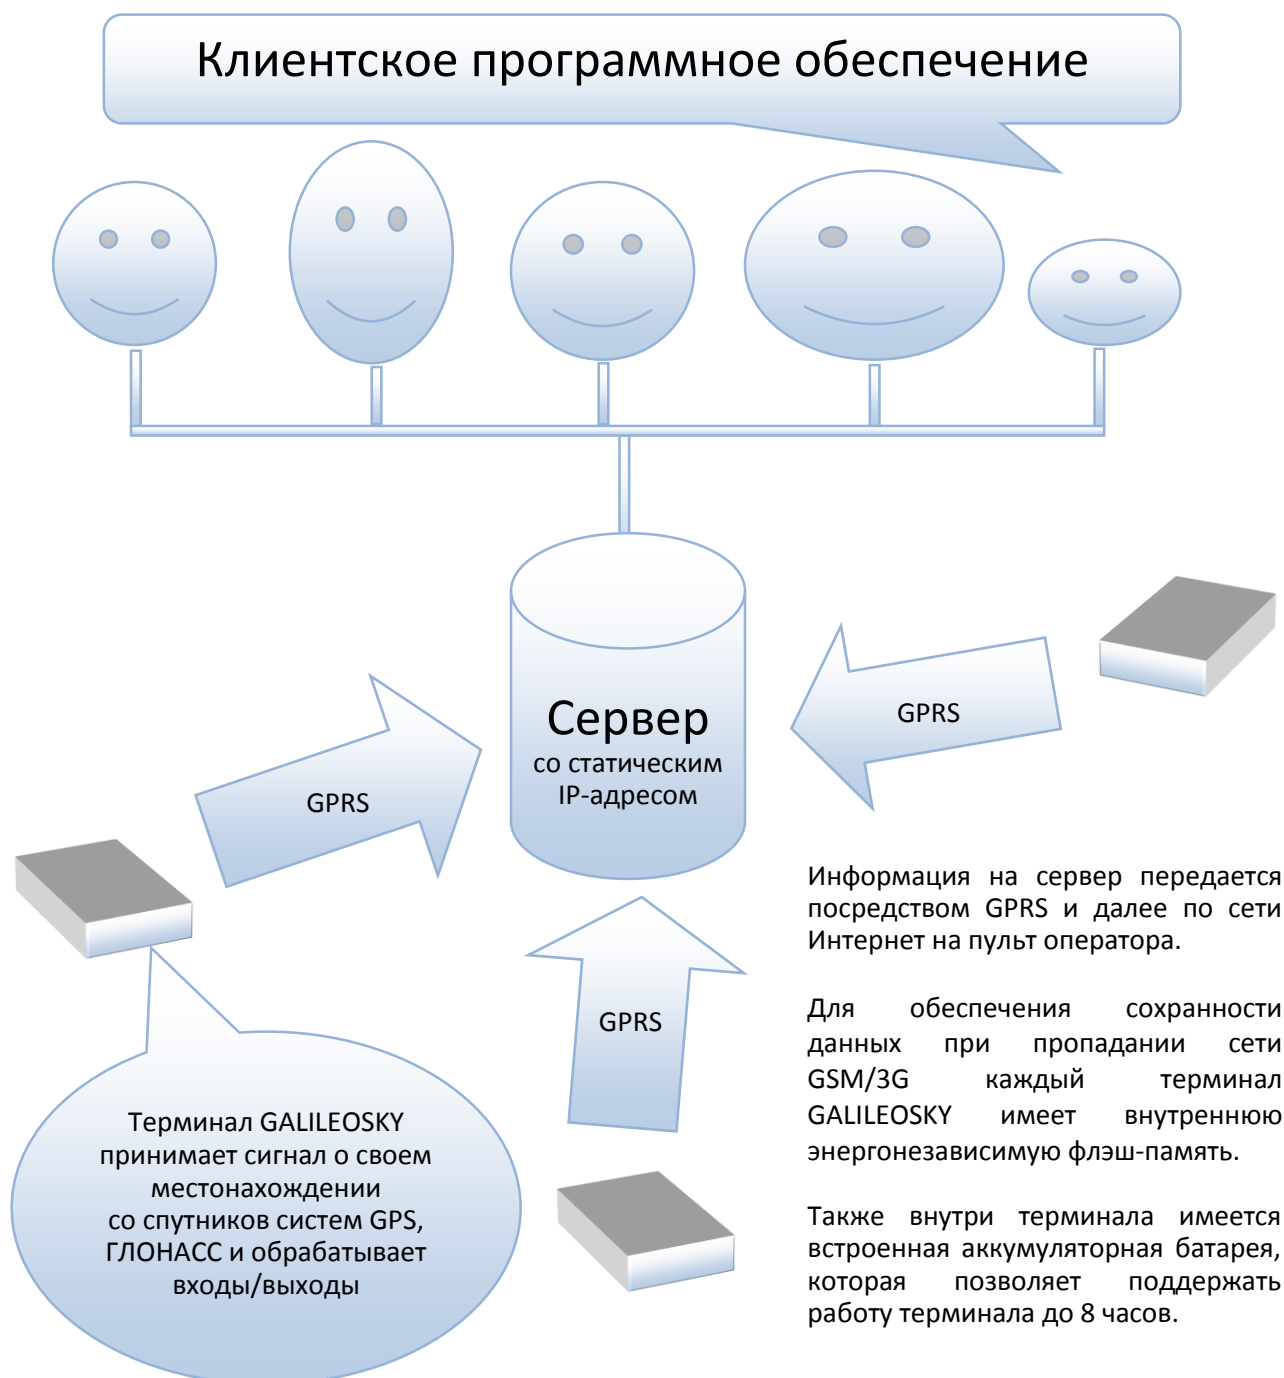 Клиентское программное обеспечение
Сервер
со статическим
IP-адресом
GPRS
GPRS
GPRS
Терминал GALILEOSKY
принимает сигнал о своем
местонахождении
со спутников систем GPS,
ГЛОНАСС и обрабатывает
входы/выходы
Информация на сервер передается
посредством GPRS и далее по сети
Интернет на пульт оператора.
Для обеспечения сохранности
данных при пропадании сети
GSM/3G каждый терминал
GALILEOSKY имеет внутреннюю
энергонезависимую флэш-память.
Также внутри терминала имеется
встроенная аккумуляторная батарея,
которая позволяет поддержать
работу терминала до 8 часов.